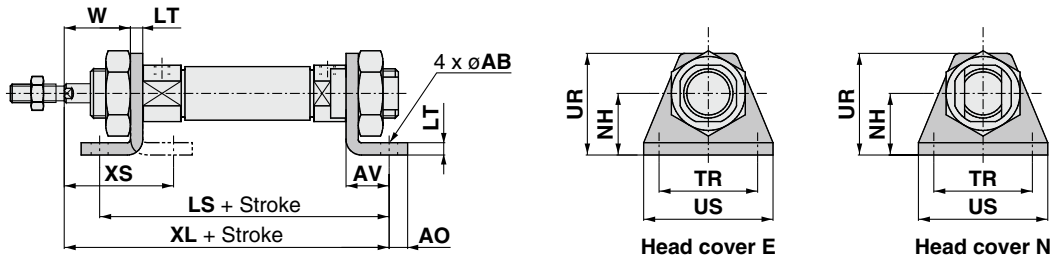 W LT
4 x øAB
LT
XS
AV
LS + Stroke
XL + Stroke
AO
UR
NH
TR
US
Head cover E
UR
NH
TR
US
Head cover N